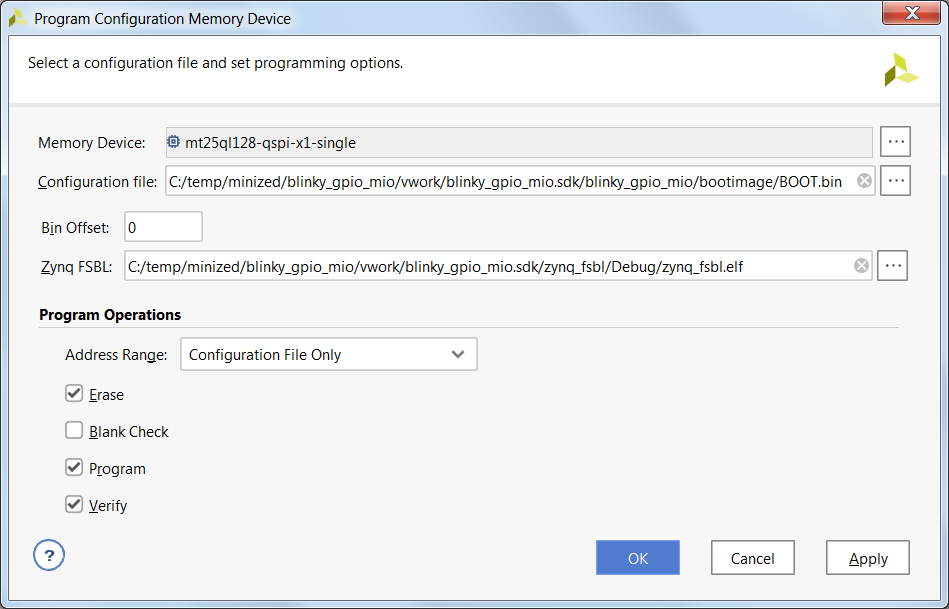 Program Configuration Memory Device
Select a configuration file and set programming options.
Memory Device: mt25ql128-qspi-x1-single ...
Configuration file: C:/temp/minized/blinky_gpio_mio/vwork/blinky_gpio_mio.sdk/blinky_gpio_mio/bootimage/BOOT.bin ...
Bin Offset: 0
Zynq FSBL: C:/temp/minized/blinky_gpio_mio/vwork/blinky_gpio_mio.sdk/zynq_fsbl/Debug/zynq_fsbl.elf ...
Program Operations
Address Range: Configuration File Only
Erase
Blank Check
Program
Verify
? OK Cancel Apply